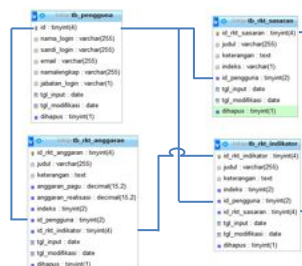 tb_pengguna
id : tinyint(4)
nama_login : varchar(255)
sandi_login : varchar(255)
email : varchar(255)
namalengkap : varchar(255)
jabatan_login : varchar(1)
tgl_input : date
tgl_modifikasi : date
dihapus : tinyint(1)
tb_rkt_sasaran
id_rkt_sasaran : tinyint(4)
judul : varchar(255)
keterangan : text
indeks : varchar(1)
id_pengguna : tinyint(2)
tgl_input : date
tgl_modifikasi : date
dihapus : tinyint(1)
tb_rkt_anggaran
id_rkt_anggaran : tinyint(4)
judul : varchar(255)
keterangan : text
anggaran_pagu : decimal(15,2)
anggaran_realisasi : decimal(15,2)
indeks : tinyint(2)
id_pengguna : tinyint(2)
id_rkt_indikator : tinyint(4)
tgl_input : date
tgl_modifikasi : date
dihapus : tinyint(1)
tb_rkt_indikator
id_rkt_indikator : tinyint(4)
judul : varchar(255)
keterangan : text
indeks : tinyint(2)
id_pengguna : tinyint(2)
id_rkt_sasaran : tinyint(4)
tgl_input : date
tgl_modifikasi : date
dihapus : tinyint(1)